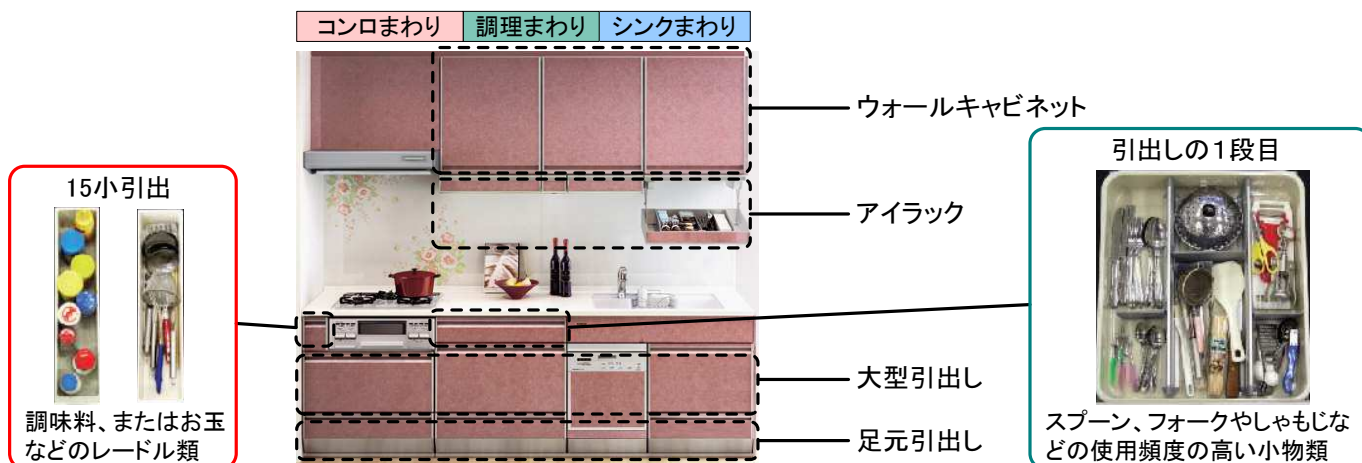 コンロまわり 調理まわり シンクまわり
ウォールキャビネット
アイラック
大型引出し
足元引出し
15小引出
調味料、またはお玉
などのレードル類
引出しの1段目
スプーン、フォークやしゃもじな
どの使用頻度の高い小物類